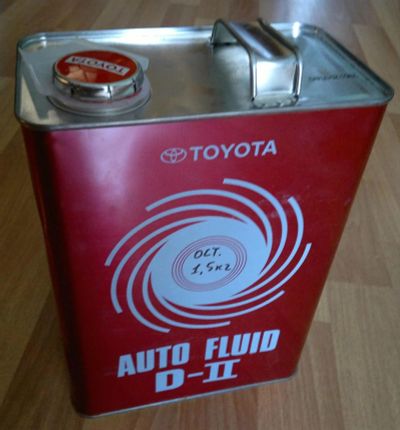 TOYOTA
TOYOTA
ост.
1,5кг
AUTO FLUID
D-II